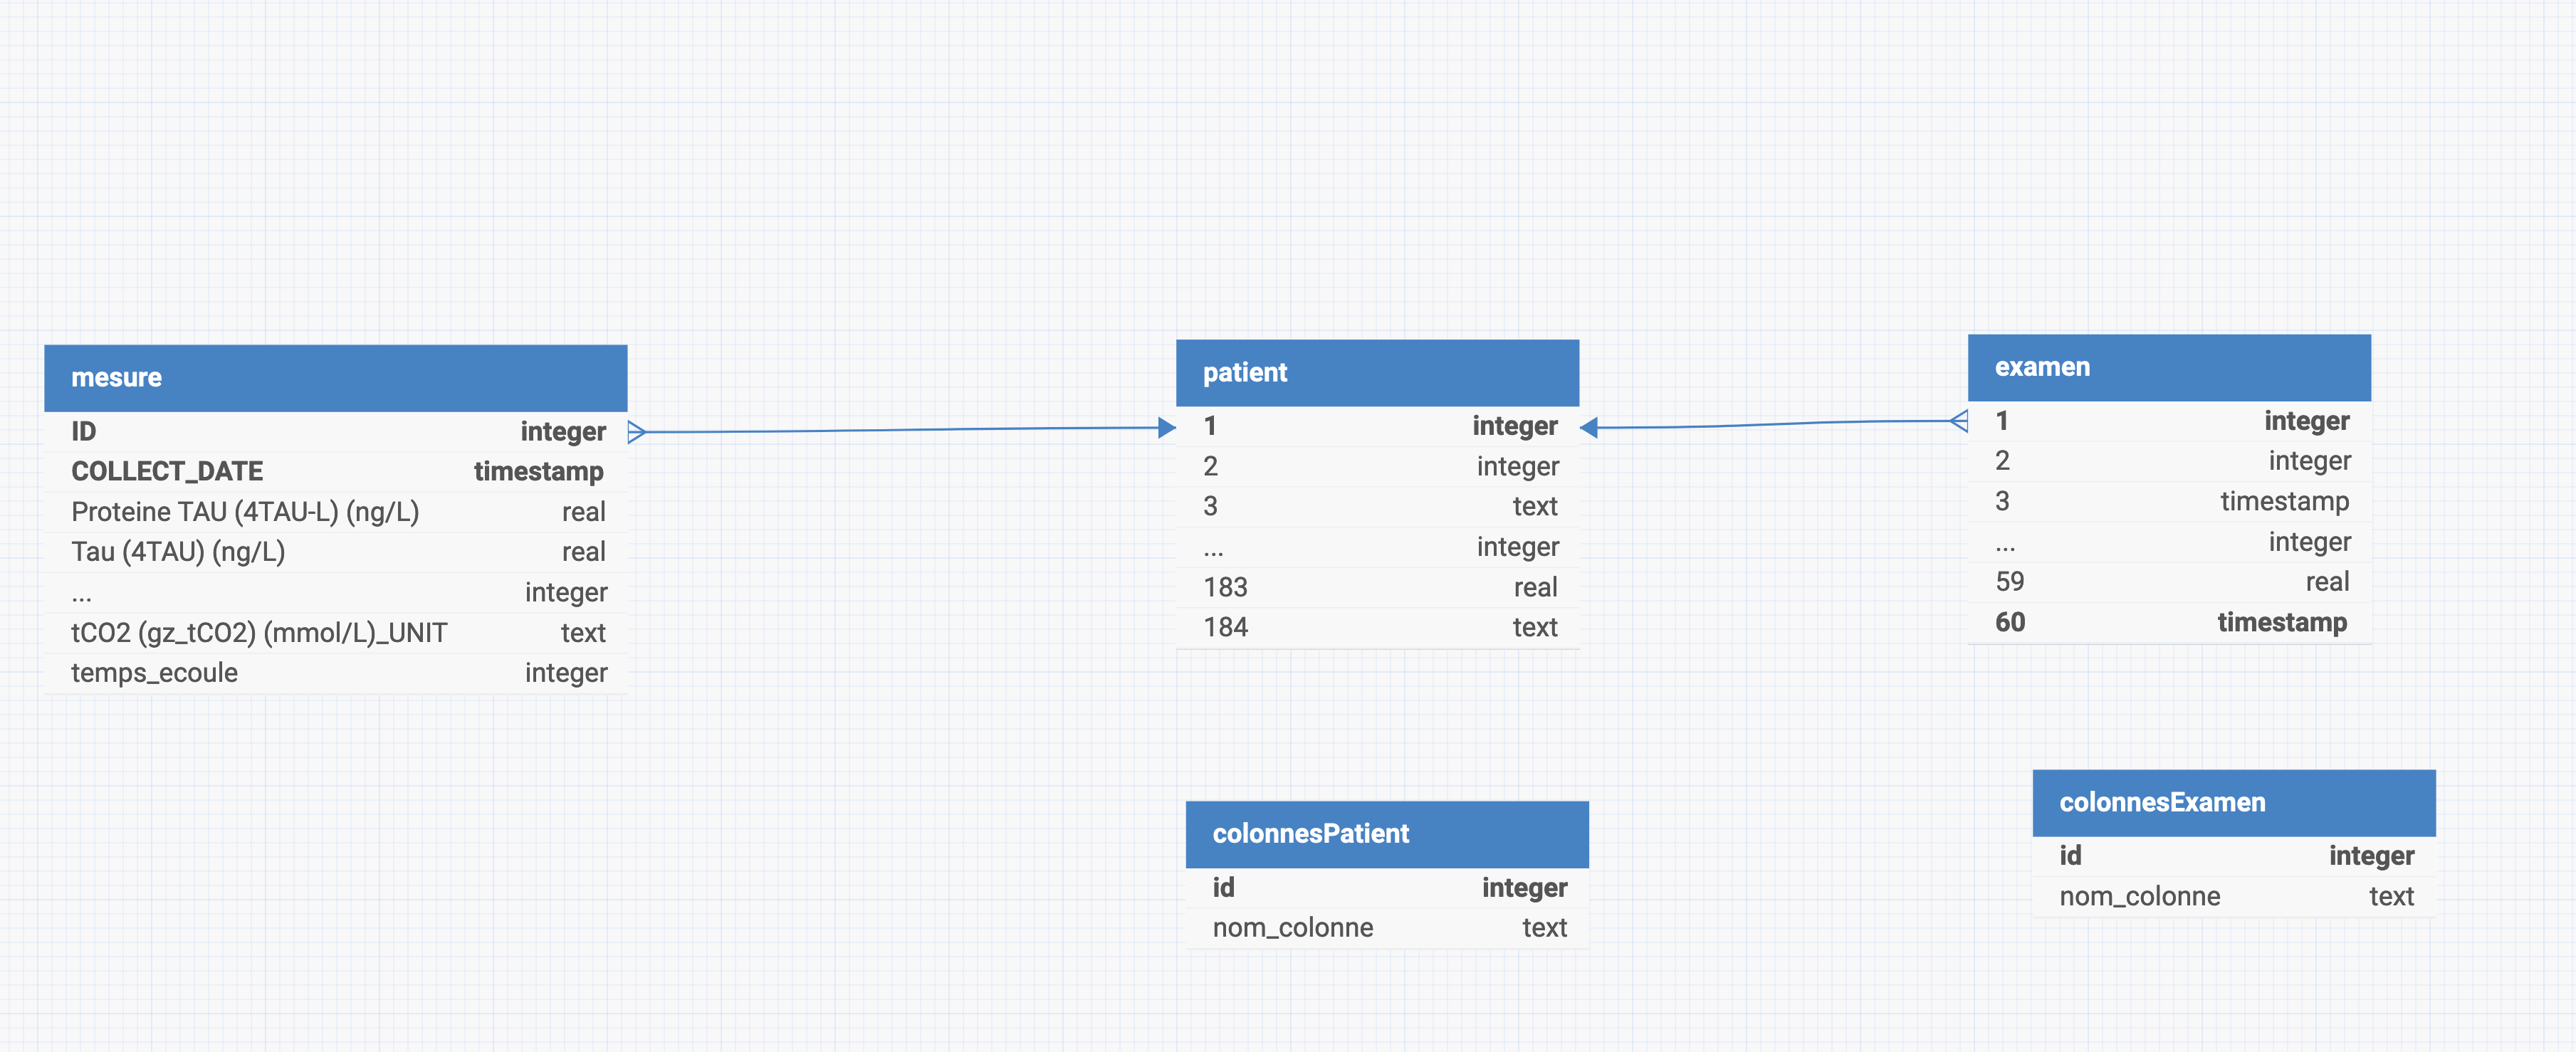 mesure
ID integer
COLLECT_DATE timestamp
Proteine TAU (4TAU-L) (ng/L) real
Tau (4TAU) (ng/L) real
... integer
tCO2 (gz_tCO2) (mmol/L)_UNIT text
temps_ecoule integer
patient
1 integer
2 integer
3 text
... integer
183 real
184 text
examen
1 integer
2 integer
3 timestamp
... integer
59 real
60 timestamp
colonnesPatient
id integer
nom_colonne text
colonnesExamen
id integer
nom_colonne text